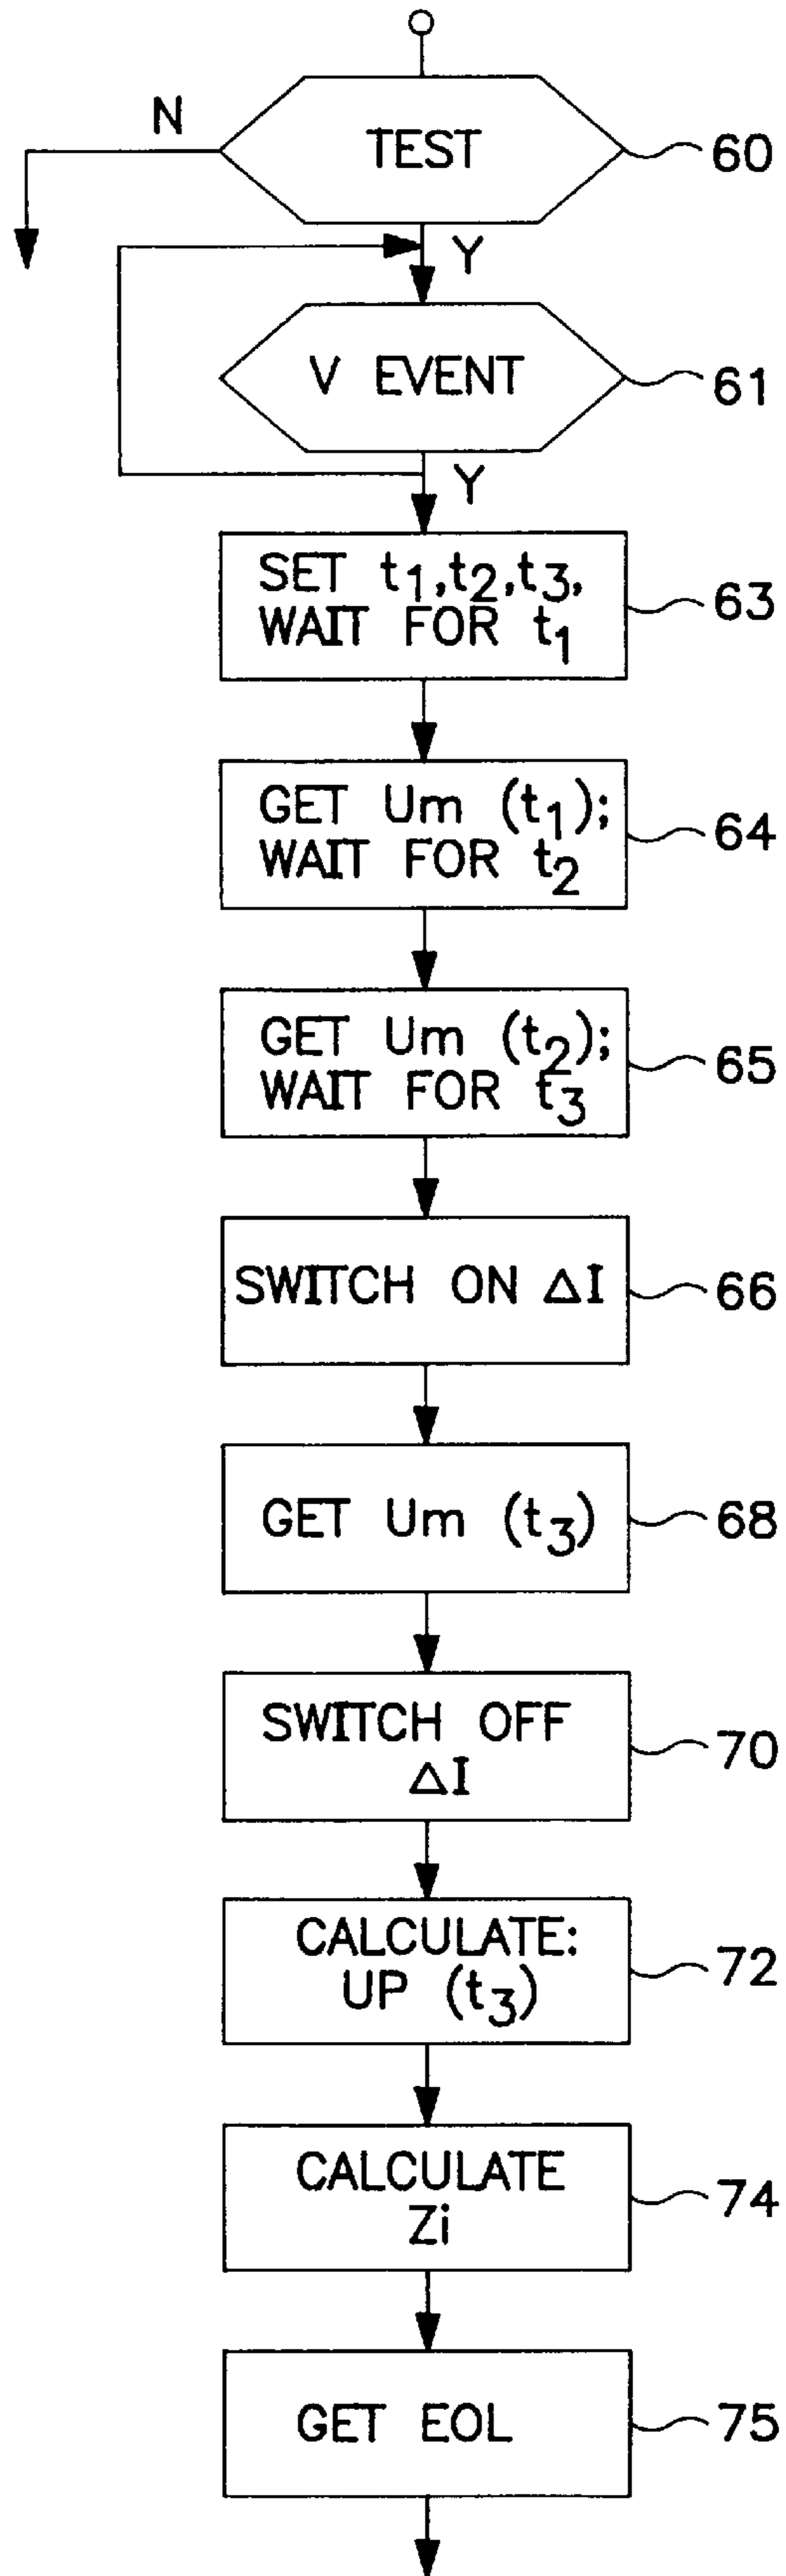 N
TEST
60
Y
V EVENT
61
Y
SET t₁,t₂,t₃,
WAIT FOR t₁
63
GET Um (t₁);
WAIT FOR t₂
64
GET Um (t₂);
WAIT FOR t₃
65
SWITCH ON ΔI
66
GET Um (t₃)
68
SWITCH OFF
ΔI
70
CALCULATE:
UP (t₃)
72
CALCULATE
Zi
74
GET EOL
75